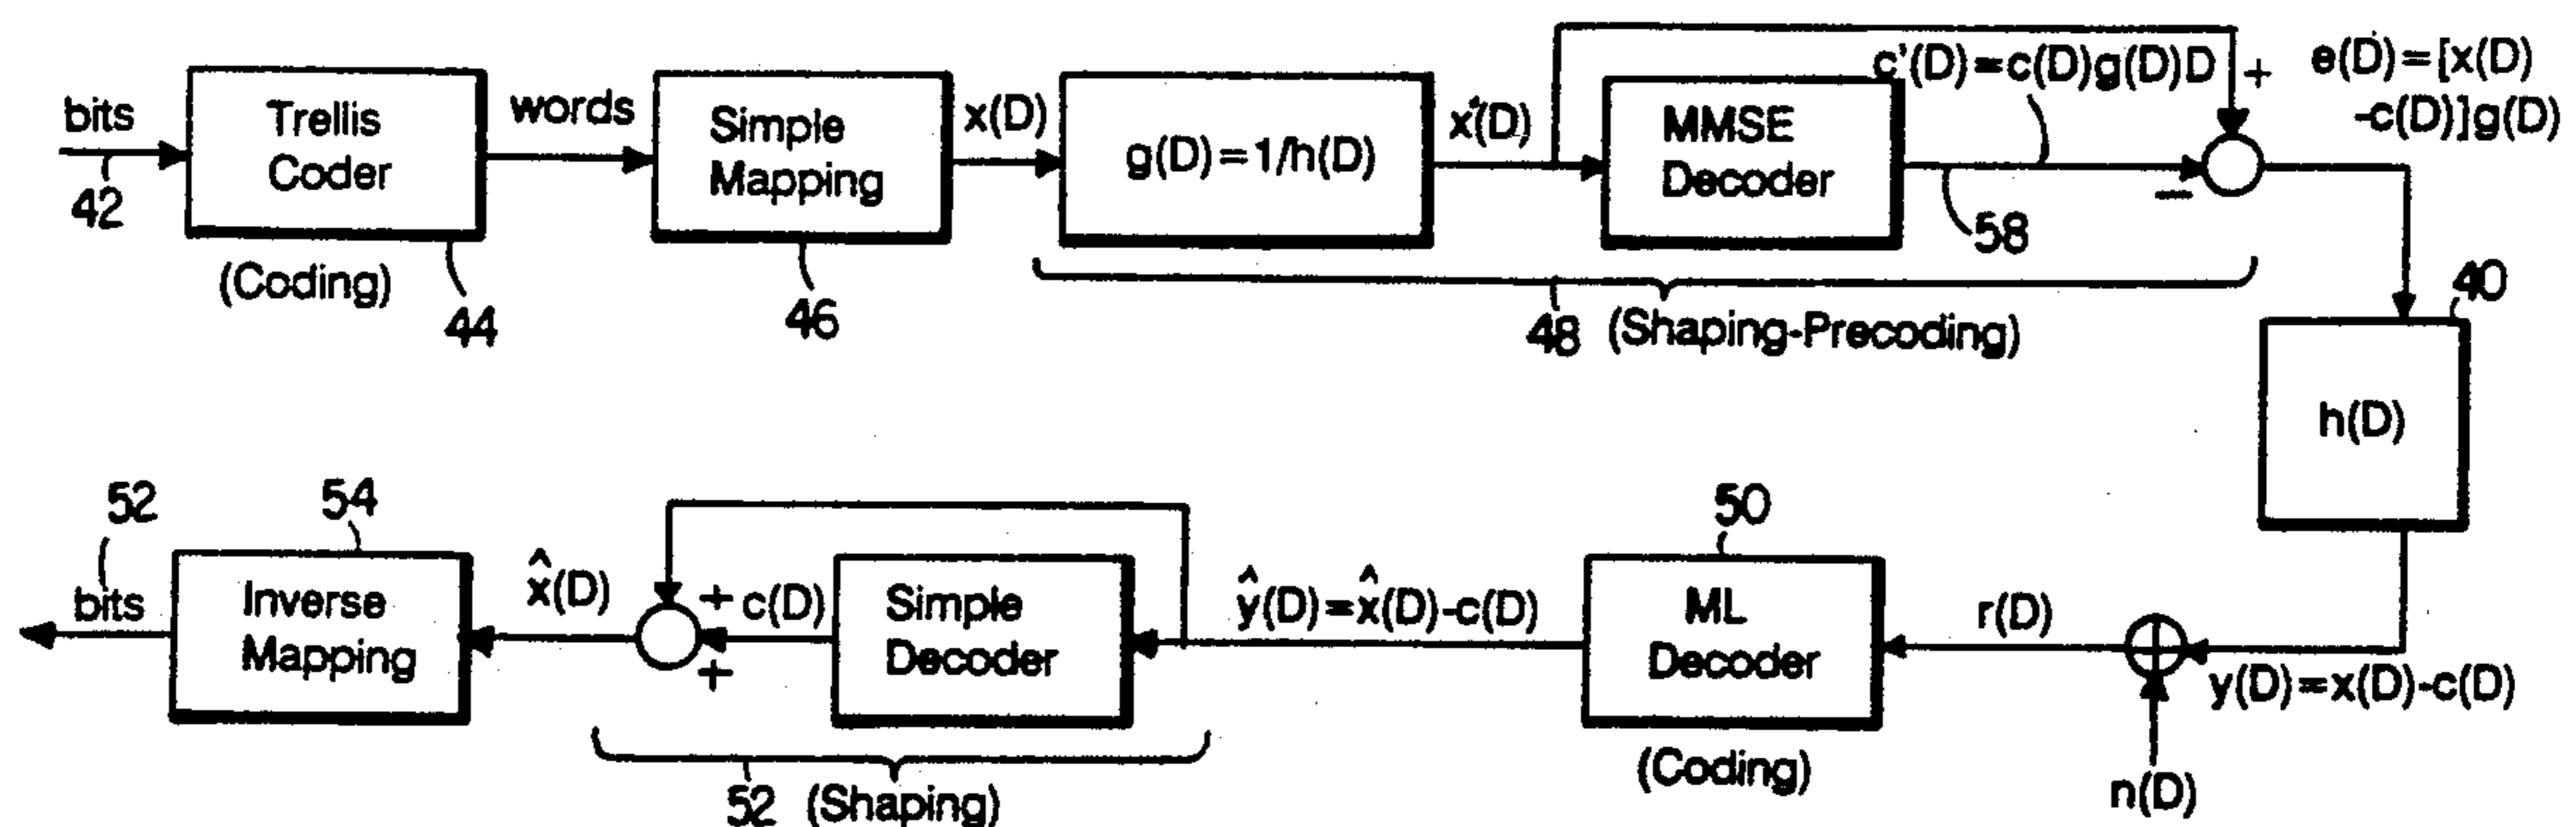 bits
42
Trellis
Coder
(Coding)
44
words
Simple
Mapping
46
x(D)
g(D)=1/h(D)
x'(D)
MMSE
Decoder
c'(D)=c(D)g(D)D
58
+
−
e(D)=[x(D)
-c(D)]g(D)
48 (Shaping-Precoding)
40
h(D)
y(D)=x(D)-c(D)
n(D)
r(D)
50
ML
Decoder
(Coding)
ŷ(D)=x̂(D)-c(D)
Simple
Decoder
c(D)
+
+
52 (Shaping)
x̂(D)
54
Inverse
Mapping
52
bits